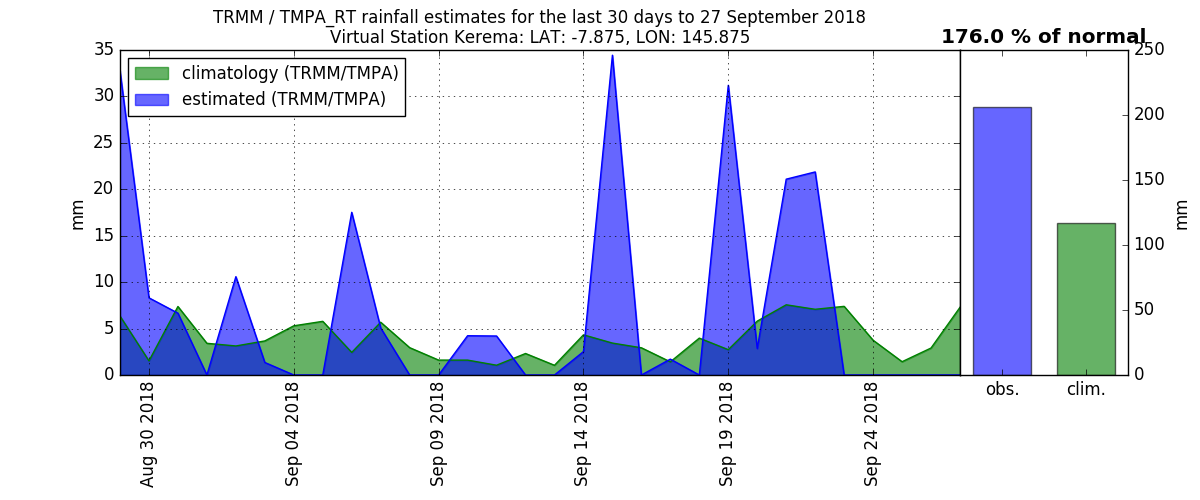 TRMM / TMPA_RT rainfall estimates for the last 30 days to 27 September 2018
Virtual Station Kerema: LAT: -7.875, LON: 145.875
176.0 % of normal
climatology (TRMM/TMPA)
estimated (TRMM/TMPA)
35
30
25
20
15
10
5
0
mm
Aug 30 2018
Sep 04 2018
Sep 09 2018
Sep 14 2018
Sep 19 2018
Sep 24 2018
250
200
150
100
50
0
mm
obs.
clim.